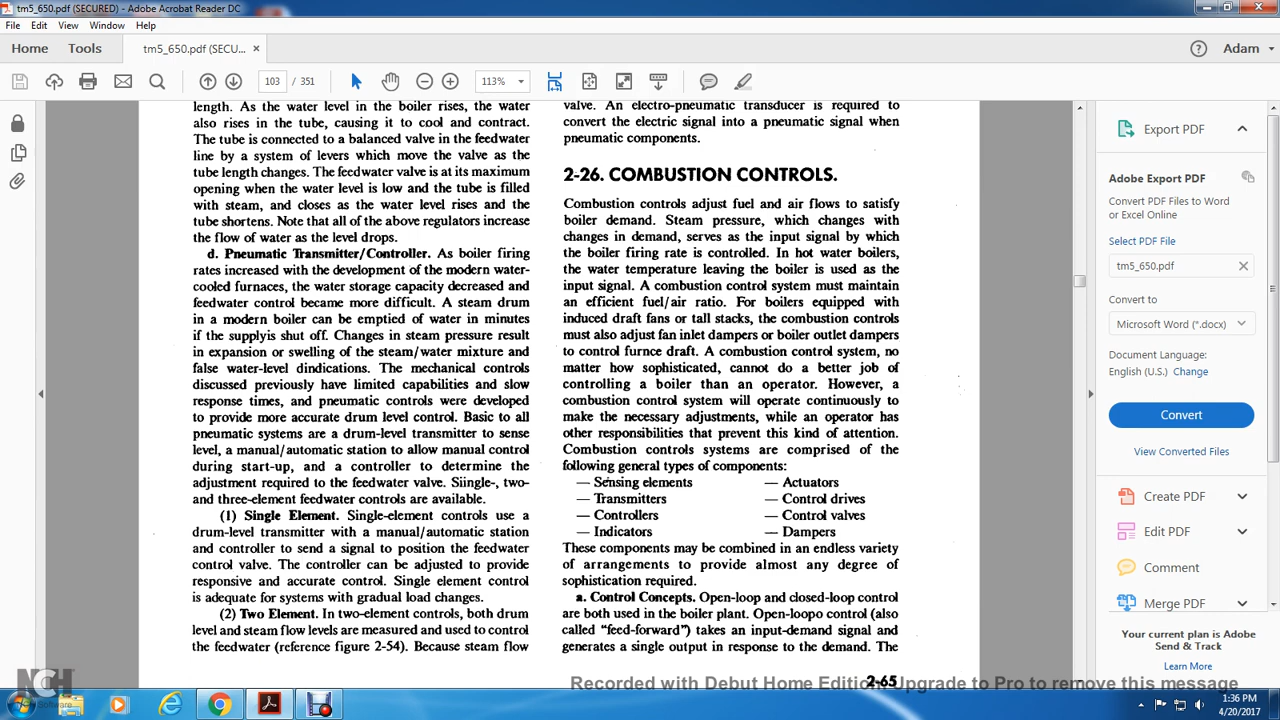 tm5_650.pdf (SECURED) - Adobe Acrobat Reader DC
File Edit View Window Help
Home Tools tm5_650.pdf (SECU... × Adam
103 / 351 113%
length. As the water level in the boiler rises, the water
also rises in the tube, causing it to cool and contract.
The tube is connected to a balanced valve in the feedwater
line by a system of levers which move the valve as the
tube length changes. The feedwater valve is at its maximum
opening when the water level is low and the tube is filled
with steam, and closes as the water level rises and the
tube shortens. Note that all of the above regulators increase
the flow of water as the level drops.
d. Pneumatic Transmitter/Controller. As boiler firing
rates increased with the development of the modern water-
cooled furnaces, the water storage capacity decreased and
feedwater control became more difficult. A steam drum
in a modern boiler can be emptied of water in minutes
if the supplyis shut off. Changes in steam pressure result
in expansion or swelling of the steam/water mixture and
false water-level dindications. The mechanical controls
discussed previously have limited capabilities and slow
response times, and pneumatic controls were developed
to provide more accurate drum level control. Basic to all
pneumatic systems are a drum-level transmitter to sense
level, a manual/automatic station to allow manual control
during start-up, and a controller to determine the
adjustment required to the feedwater valve. Siingle-, two-
and three-element feedwater controls are available.
(1) Single Element. Single-element controls use a
drum-level transmitter with a manual/automatic station
and controller to send a signal to position the feedwater
control valve. The controller can be adjusted to provide
responsive and accurate control. Single element control
is adequate for systems with gradual load changes.
(2) Two Element. In two-element controls, both drum
level and steam flow levels are measured and used to control
the feedwater (reference figure 2-54). Because steam flow
valve. An electro-pneumatic transducer is required to
convert the electric signal into a pneumatic signal when
pneumatic components.
2-26. COMBUSTION CONTROLS.
Combustion controls adjust fuel and air flows to satisfy
boiler demand. Steam pressure, which changes with
changes in demand, serves as the input signal by which
the boiler firing rate is controlled. In hot water boilers,
the water temperature leaving the boiler is used as the
input signal. A combustion control system must maintain
an efficient fuel/air ratio. For boilers equipped with
induced draft fans or tall stacks, the combustion controls
must also adjust fan inlet dampers or boiler outlet dampers
to control furnce draft. A combustion control system, no
matter how sophisticated, cannot do a better job of
controlling a boiler than an operator. However, a
combustion control system will operate continuously to
make the necessary adjustments, while an operator has
other responsibilities that prevent this kind of attention.
Combustion controls systems are comprised of the
following general types of components:
— Sensing elements — Actuators
— Transmitters — Control drives
— Controllers — Control valves
— Indicators — Dampers
These components may be combined in an endless variety
of arrangements to provide almost any degree of
sophistication required.
a. Control Concepts. Open-loop and closed-loop control
are both used in the boiler plant. Open-loopo control (also
called “feed-forward”) takes an input-demand signal and
generates a single output in response to the demand. The
2-65
Export PDF
Adobe Export PDF
Convert PDF Files to Word
or Excel Online
Select PDF File
tm5_650.pdf
Convert to
Microsoft Word (*.docx)
Document Language:
English (U.S.) Change
Convert
View Converted Files
Create PDF
Edit PDF
Comment
Merge PDF
Your current plan is Adobe
Send & Track
Learn More
NCH Software
Recorded with Debut Home Edition. Upgrade to Pro to remove this message
1:36 PM
4/20/2017